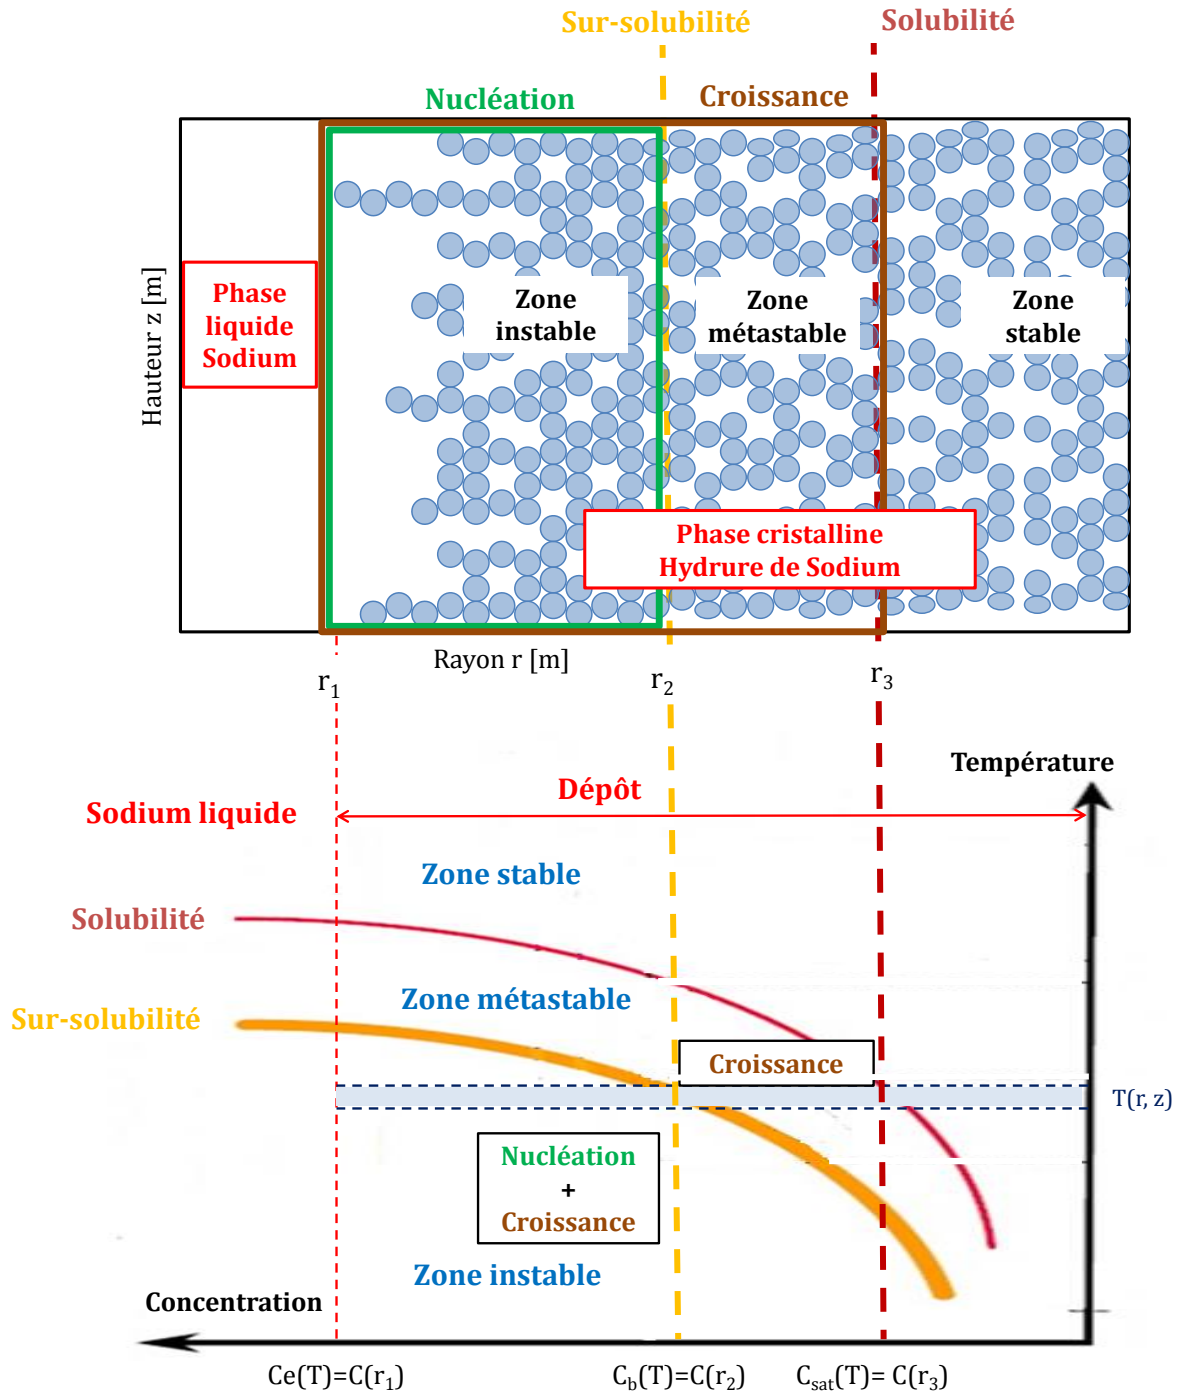 Sur-solubilité
Solubilité
Nucléation
Croissance
Hauteur z [m]
Phase
liquide
Sodium
Zone
instable
Zone
métastable
Zone
stable
Phase cristalline
Hydrure de Sodium
Rayon r [m]
r₁
r₂
r₃
Température
Dépôt
Sodium liquide
Zone stable
Solubilité
Zone métastable
Sur-solubilité
Croissance
T(r, z)
Nucléation
+
Croissance
Zone instable
Concentration
Ce(T)=C(r₁)
C_b(T)=C(r₂)
C_sat(T)= C(r₃)